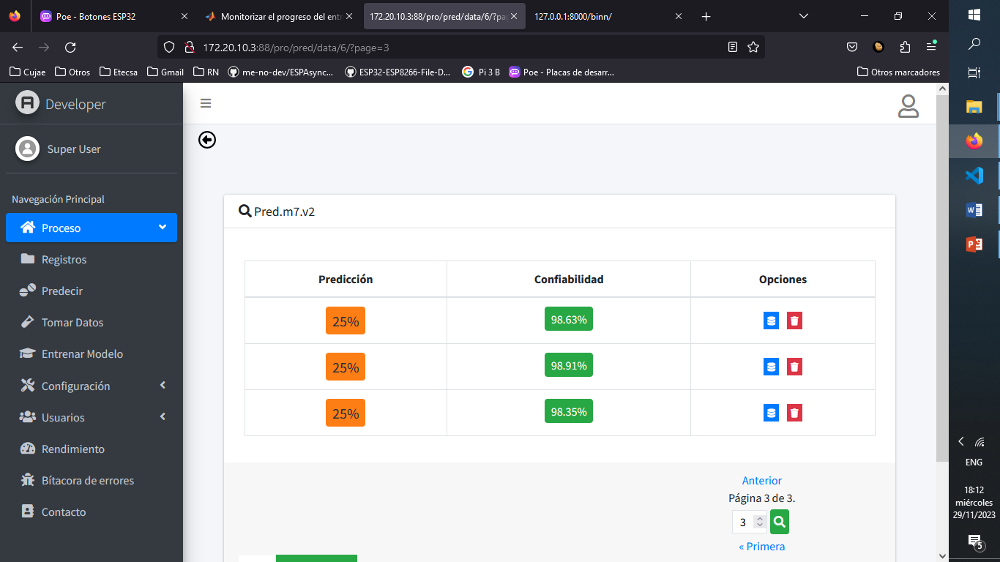 Poe - Botones ESP32
Monitorizar el progreso del entr
172.20.10.3:88/pro/pred/data/6/?pa
127.0.0.1:8000/binn/
172.20.10.3:88/pro/pred/data/6/?page=3
Cujae
Otros
Etecsa
Gmail
RN
me-no-dev/ESPAsync...
ESP32-ESP8266-File-D...
Pi 3 B
Poe - Placas de desarr...
Otros marcadores
Developer
Super User
Navegación Principal
Proceso
Registros
Predecir
Tomar Datos
Entrenar Modelo
Configuración
Usuarios
Rendimiento
Bítacora de errores
Contacto
Pred.m7.v2
Predicción Confiabilidad Opciones
25% 98.63%
25% 98.91%
25% 98.35%
Anterior
Página 3 de 3.
3
« Primera
ENG
18:12
miércoles
29/11/2023
5